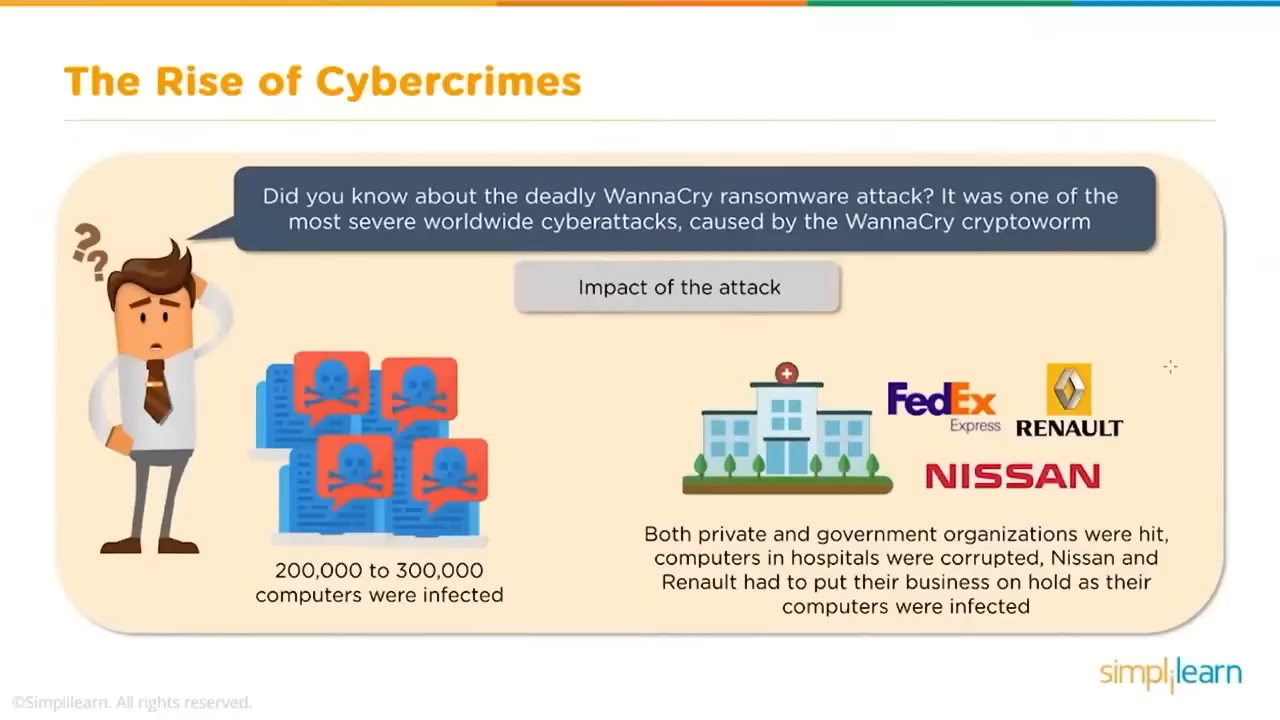 The Rise of Cybercrimes
Did you know about the deadly WannaCry ransomware attack? It was one of the
most severe worldwide cyberattacks, caused by the WannaCry cryptoworm
??
Impact of the attack
FedEx
Express
RENAULT
NISSAN
200,000 to 300,000
computers were infected
Both private and government organizations were hit,
computers in hospitals were corrupted, Nissan and
Renault had to put their business on hold as their
computers were infected
simplilearn
©Simplilearn. All rights reserved.